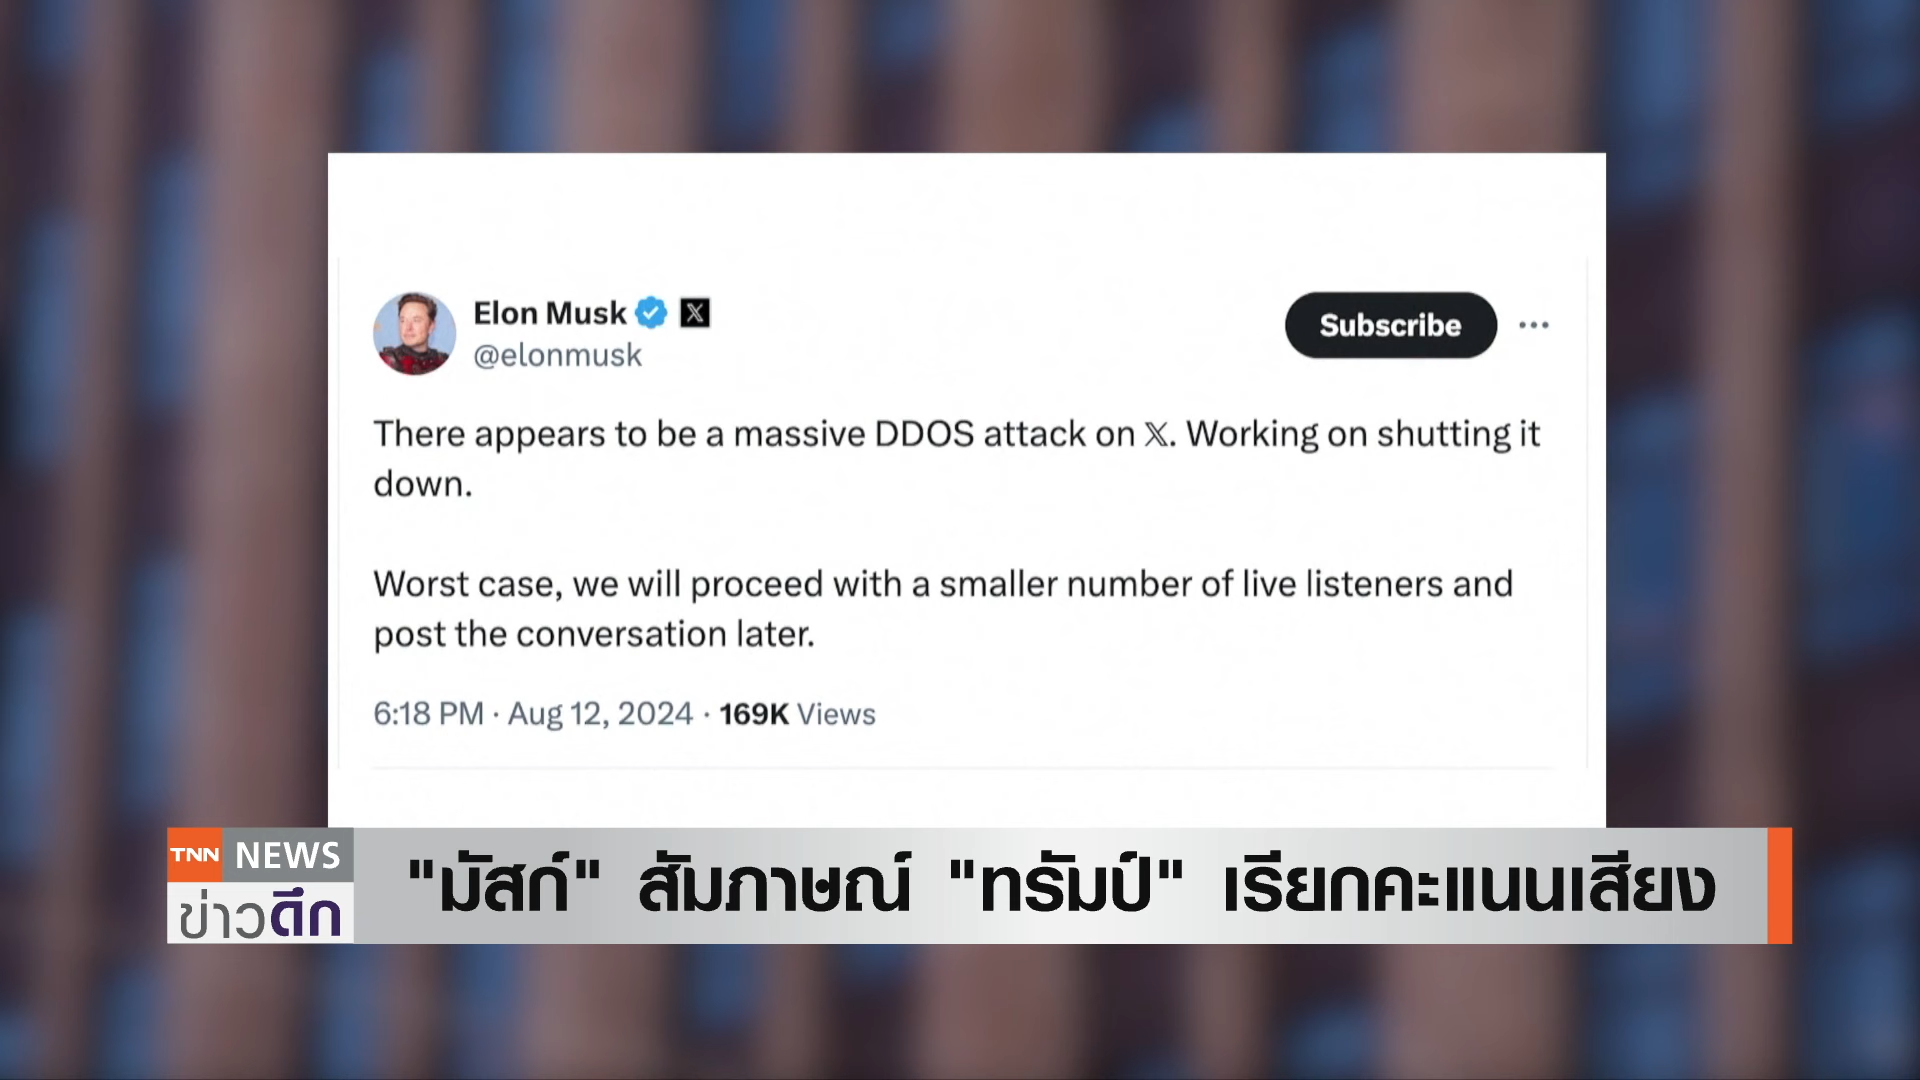 Elon Musk
@elonmusk
Subscribe
There appears to be a massive DDOS attack on 𝕏. Working on shutting it
down.
Worst case, we will proceed with a smaller number of live listeners and
post the conversation later.
6:18 PM · Aug 12, 2024 · 169K Views
TNN NEWS
ข่าวดึก
"มัสก์" สัมภาษณ์ "ทรัมป์" เรียกคะแนนเสียง